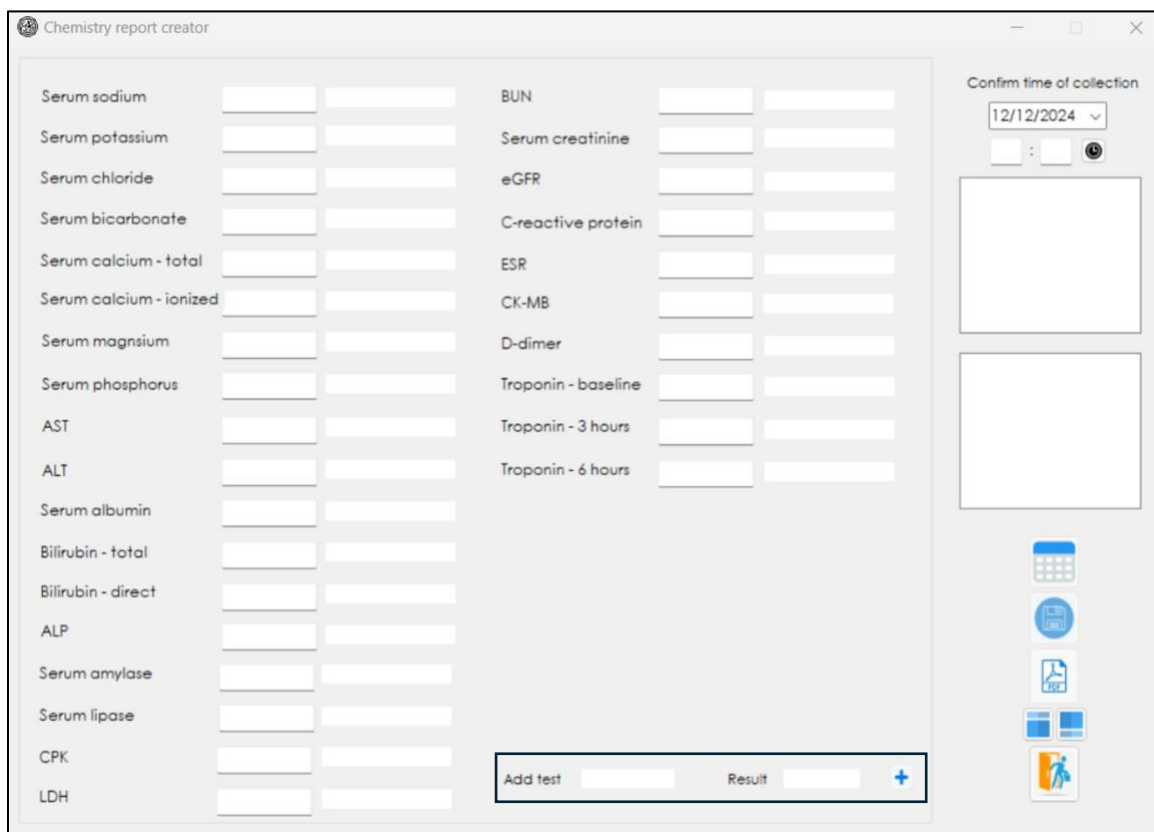 Chemistry report creator
Serum sodium
Serum potassium
Serum chloride
Serum bicarbonate
Serum calcium - total
Serum calcium - ionized
Serum magnsium
Serum phosphorus
AST
ALT
Serum albumin
Bilirubin - total
Bilirubin - direct
ALP
Serum amylase
Serum lipase
CPK
LDH
BUN
Serum creatinine
eGFR
C-reactive protein
ESR
CK-MB
D-dimer
Troponin - baseline
Troponin - 3 hours
Troponin - 6 hours
Add test Result +
Confirm time of collection
12/12/2024
:
PDF